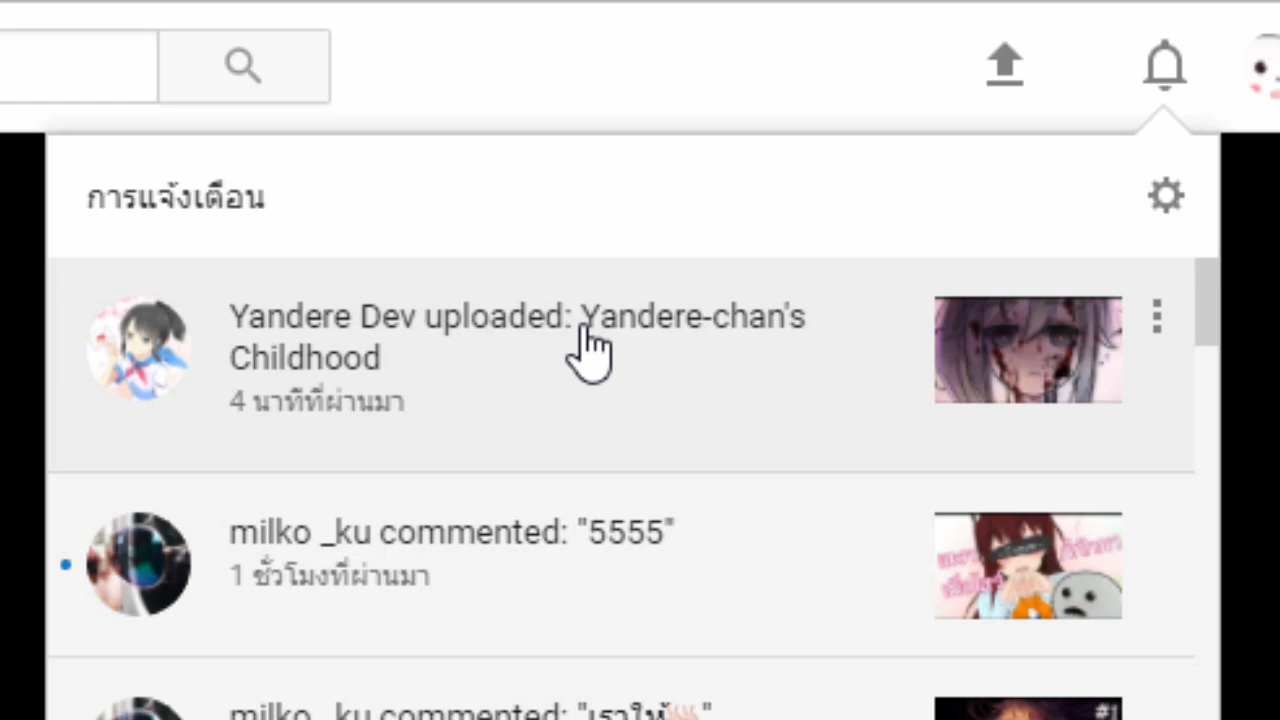 การแจ้งเตือน
Yandere Dev uploaded: Yandere-chan's
Childhood
4 นาทีที่ผ่านมา
milko _ku commented: "5555"
1 ชั่วโมงที่ผ่านมา
milko _ku commented: "เราให้👏🏻"
#1